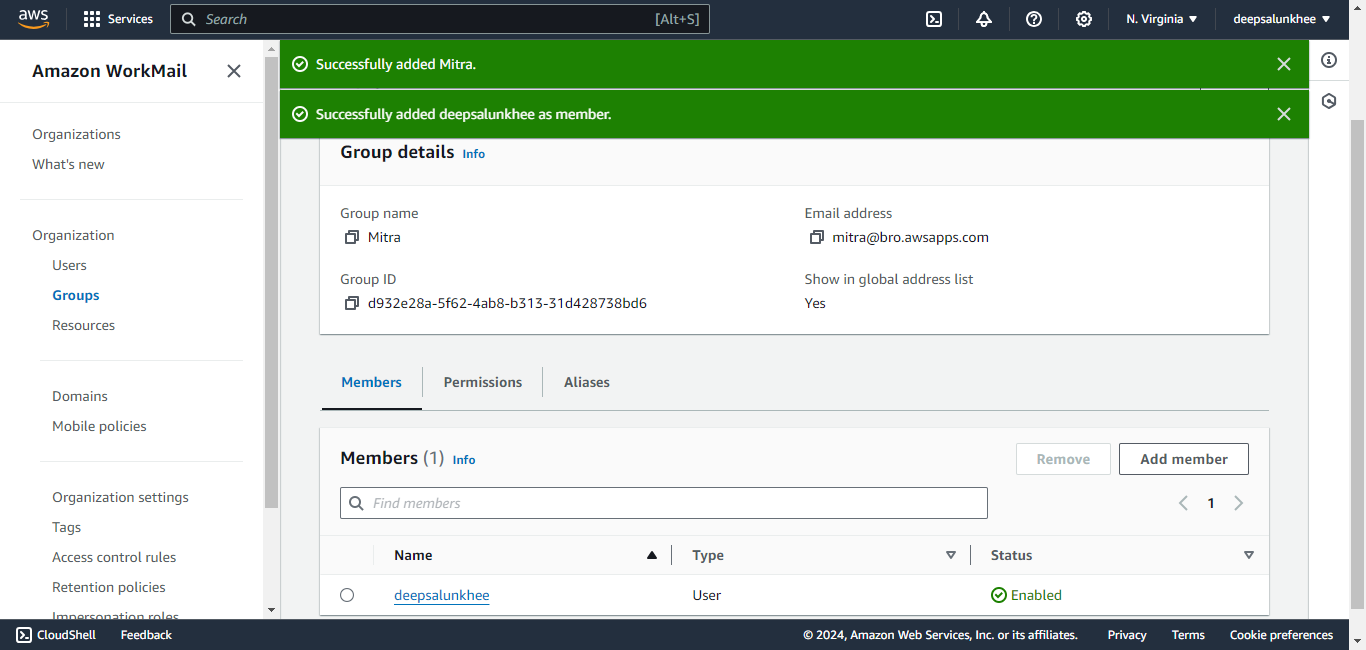 aws Services Search [Alt+S] N. Virginia deepsalunkhee
Amazon WorkMail
Organizations
What's new
Organization
Users
Groups
Resources
Domains
Mobile policies
Organization settings
Tags
Access control rules
Retention policies
Impersonation roles
Successfully added Mitra.
Successfully added deepsalunkhee as member.
Group details Info
Group name
Mitra
Email address
mitra@bro.awsapps.com
Group ID
d932e28a-5f62-4ab8-b313-31d428738bd6
Show in global address list
Yes
Members Permissions Aliases
Members (1) Info Remove Add member
Find members 1
Name Type Status
deepsalunkhee User Enabled
CloudShell Feedback © 2024, Amazon Web Services, Inc. or its affiliates. Privacy Terms Cookie preferences